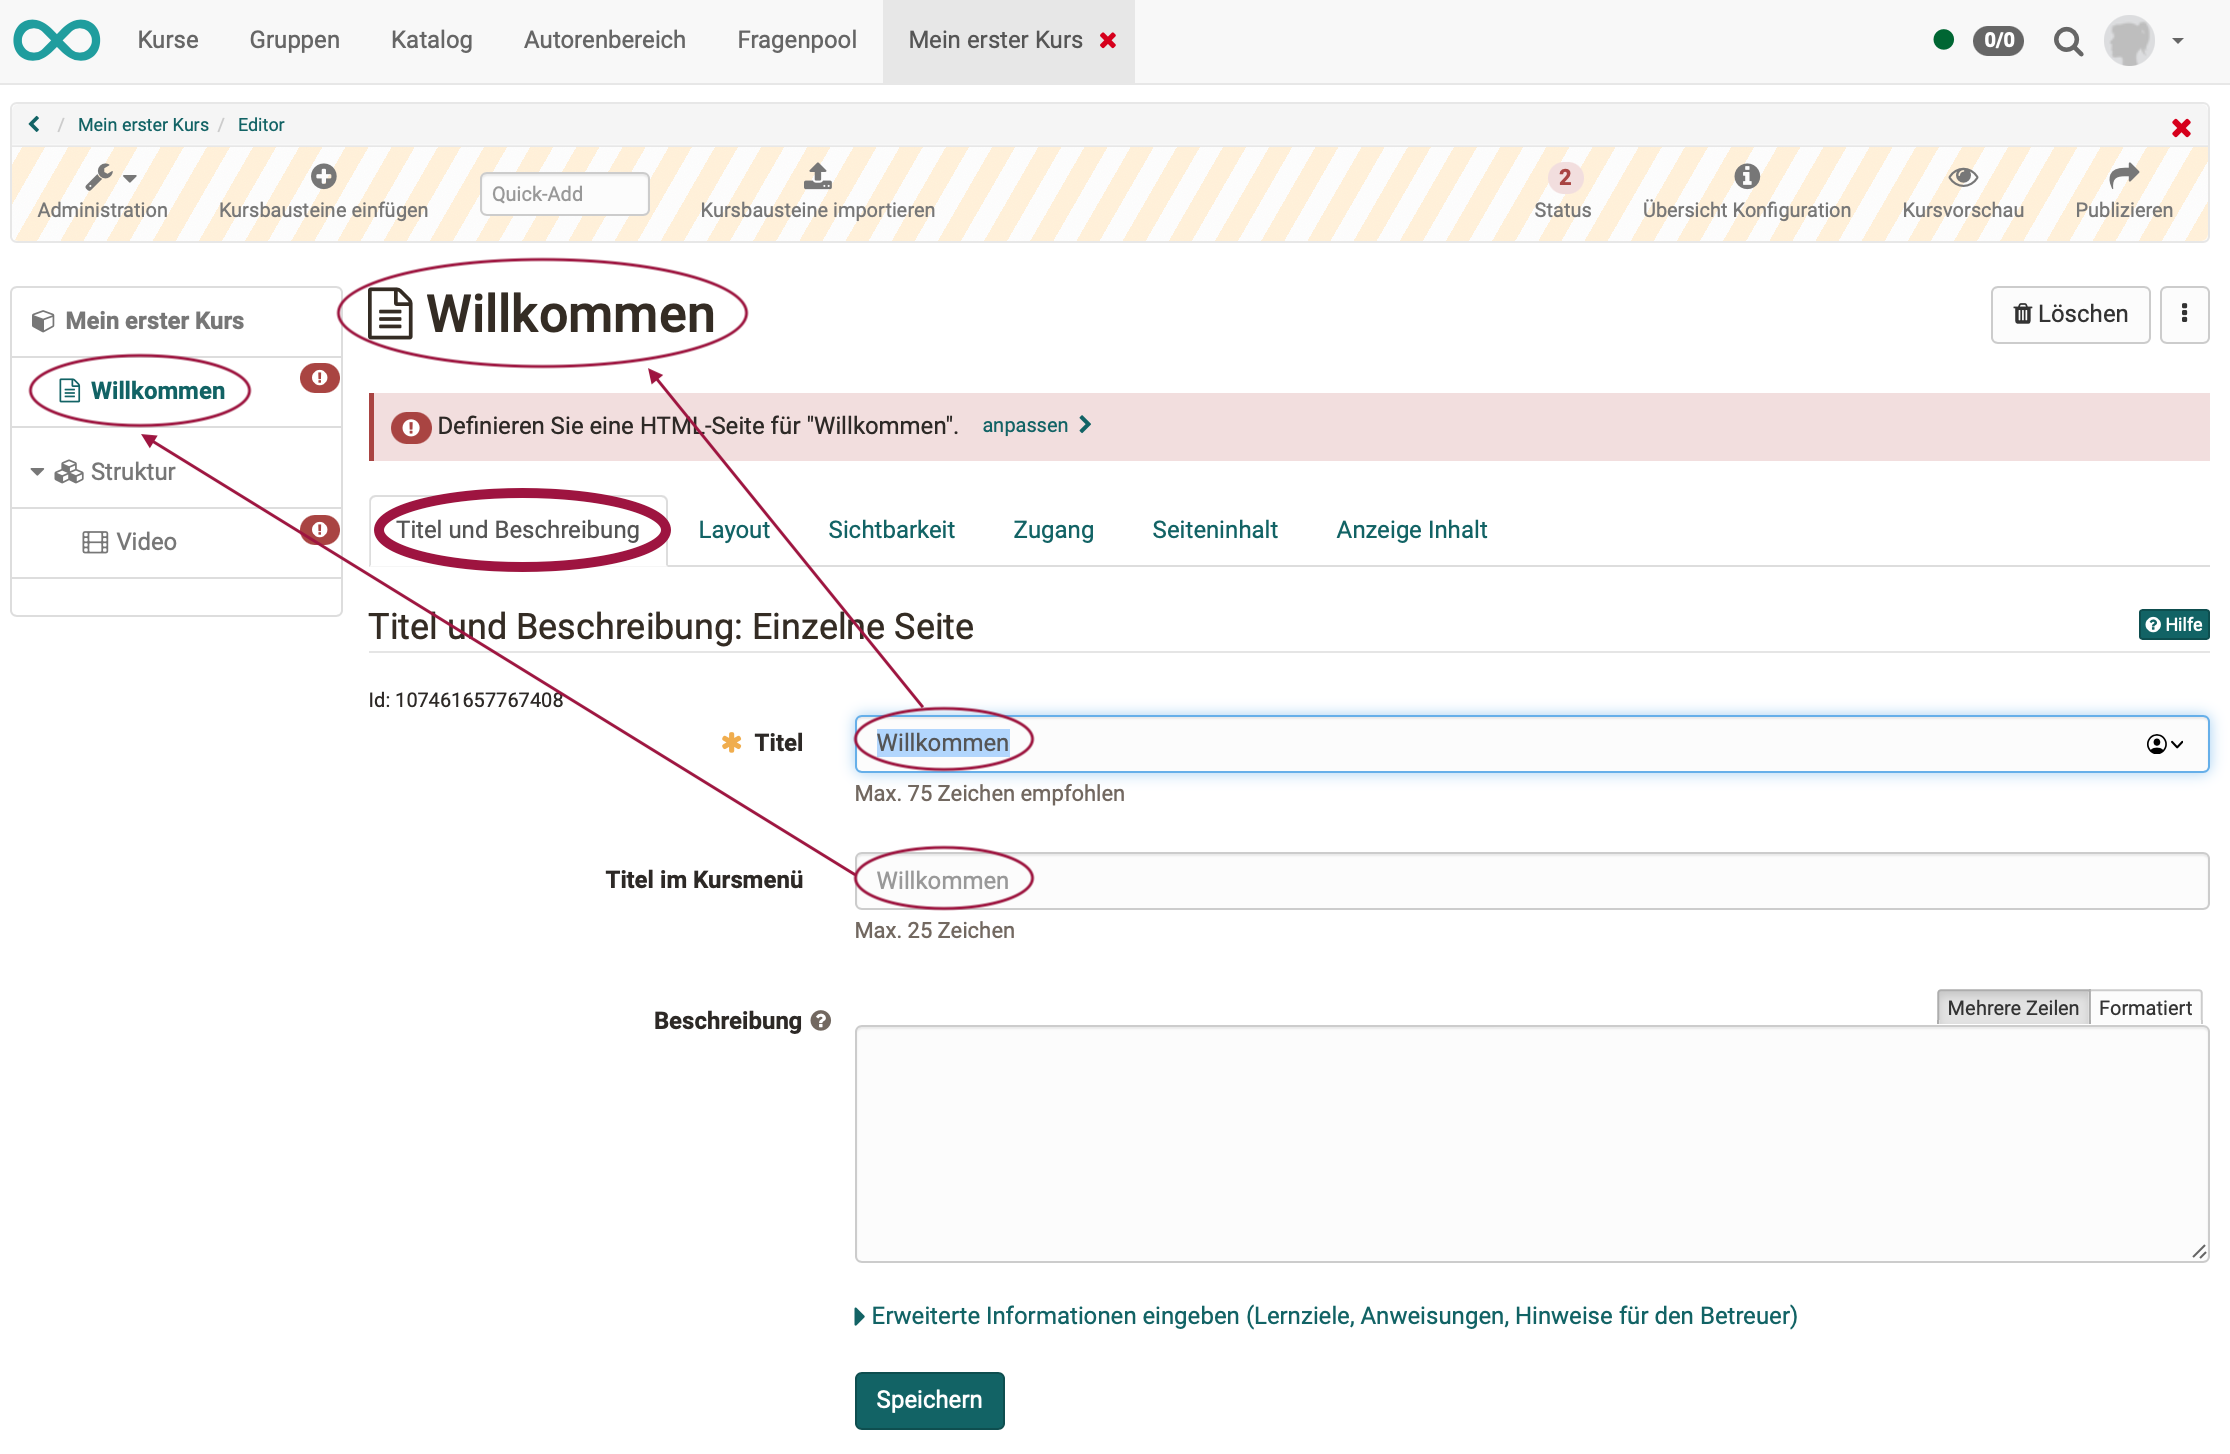 Kurse Gruppen Katalog Autorenbereich Fragenpool Mein erster Kurs 0/0
/ Mein erster Kurs / Editor
Administration Kursbausteine einfügen Quick-Add Kursbausteine importieren 2 Status Übersicht Konfiguration Kursvorschau Publizieren
Mein erster Kurs
Willkommen
Struktur
Video
Willkommen
Löschen
Definieren Sie eine HTML-Seite für "Willkommen". anpassen
Titel und Beschreibung Layout Sichtbarkeit Zugang Seiteninhalt Anzeige Inhalt
Titel und Beschreibung: Einzelne Seite
Hilfe
Id: 107461657767408
Titel Willkommen
Max. 75 Zeichen empfohlen
Titel im Kursmenü Willkommen
Max. 25 Zeichen
Mehrere Zeilen Formatiert
Beschreibung
Erweiterte Informationen eingeben (Lernziele, Anweisungen, Hinweise für den Betreuer)
Speichern